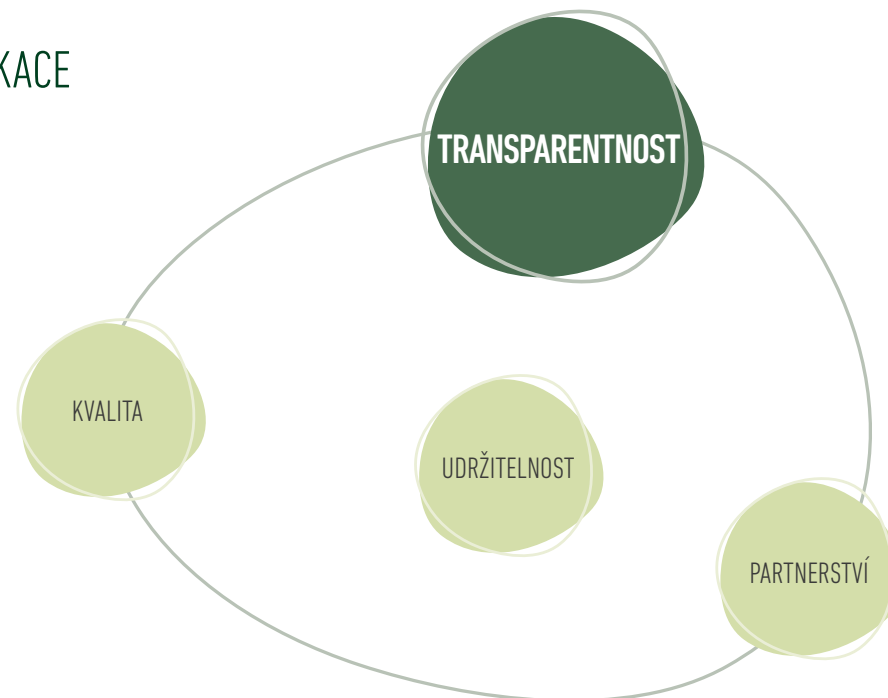 KACE
TRANSPARENTNOST
KVALITA
UDRŽITELNOST
PARTNERSTVÍ